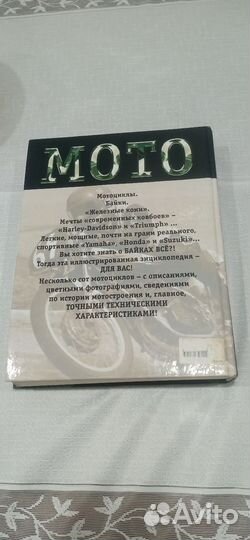 МОТО
Мотоциклы.
Байки.
«Железные кони».
Мечты «современных ковбоев» –
«Harley-Davidson» и «Triumph» ...
Легкие, мощные, почти на грани реального,
спортивные «Yamaha», «Honda» и «Suzuki»...
Вы хотите знать о БАЙКАХ ВСЁ?!
Тогда эта иллюстрированная энциклопедия –
ДЛЯ ВАС!
Несколько сот мотоциклов – с описаниями,
цветными фотографиями, сведениями
по истории мотостроения и, главное,
ТОЧНЫМИ ТЕХНИЧЕСКИМИ
ХАРАКТЕРИСТИКАМИ!
Avito